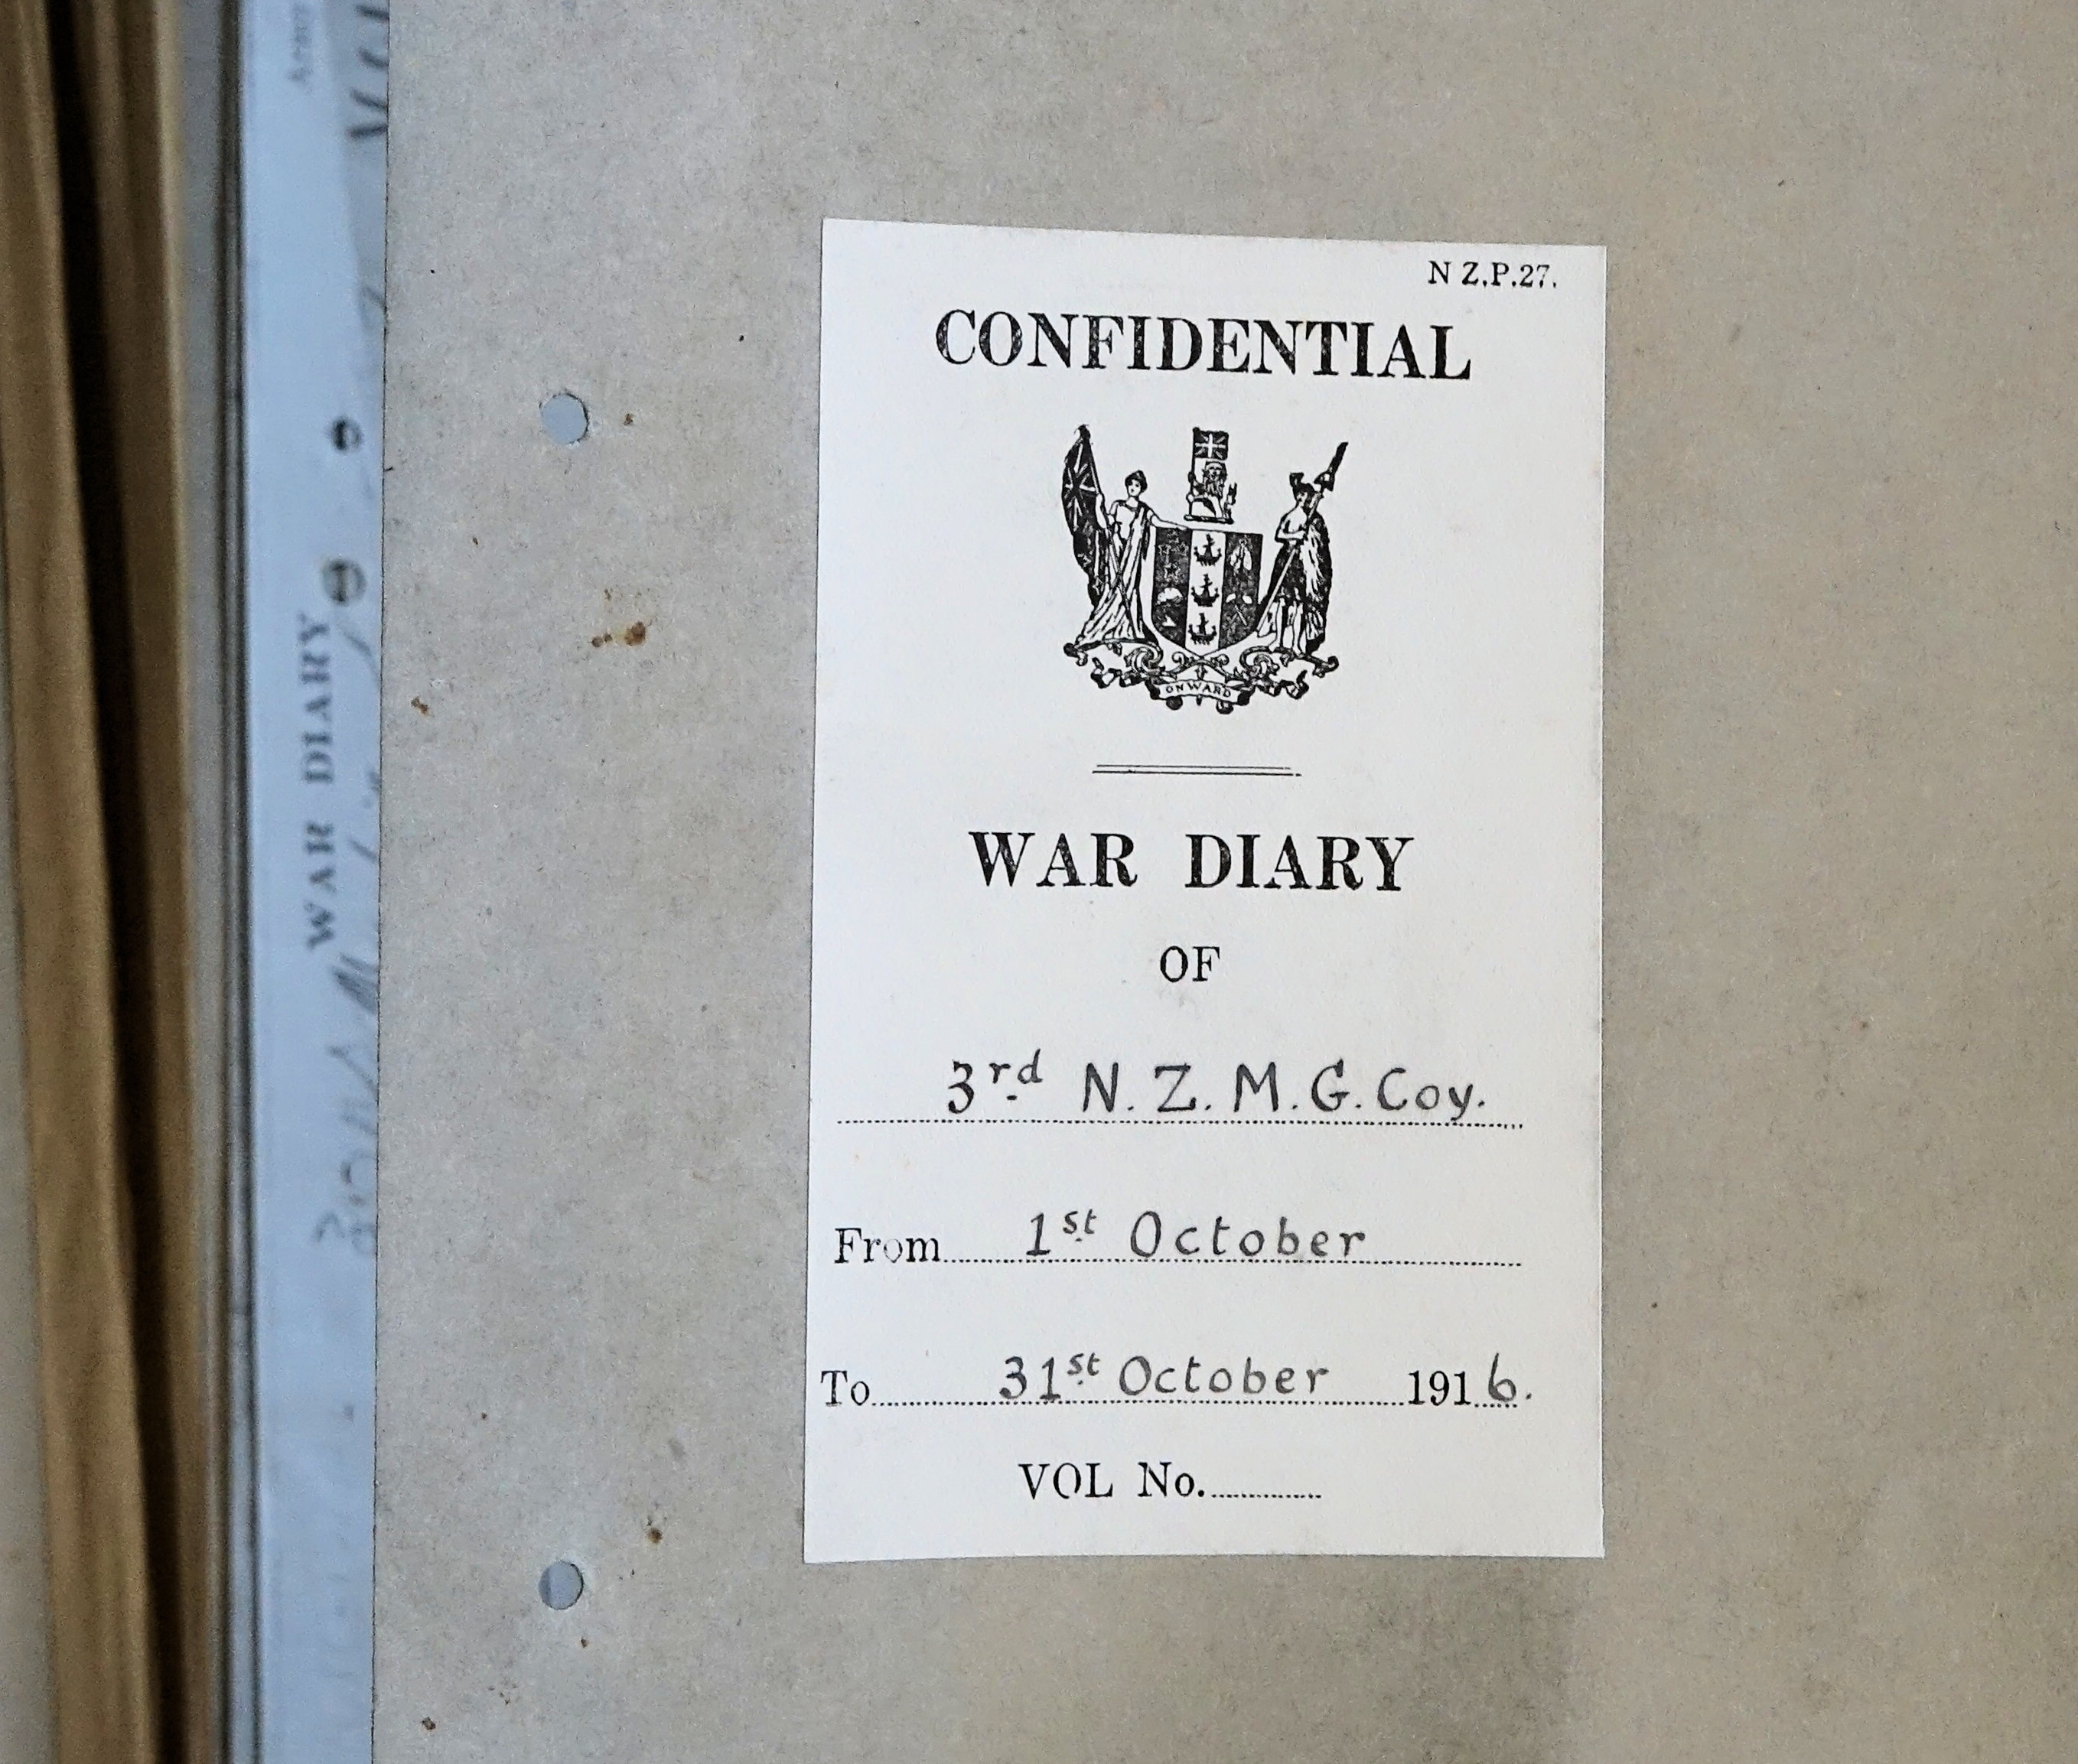 N Z.P.27.
CONFIDENTIAL
ONWARD
WAR DIARY
OF
3rd N. Z. M. G. Coy.
From 1st October
To 31st October 1916.
VOL No.
WAR DIARY